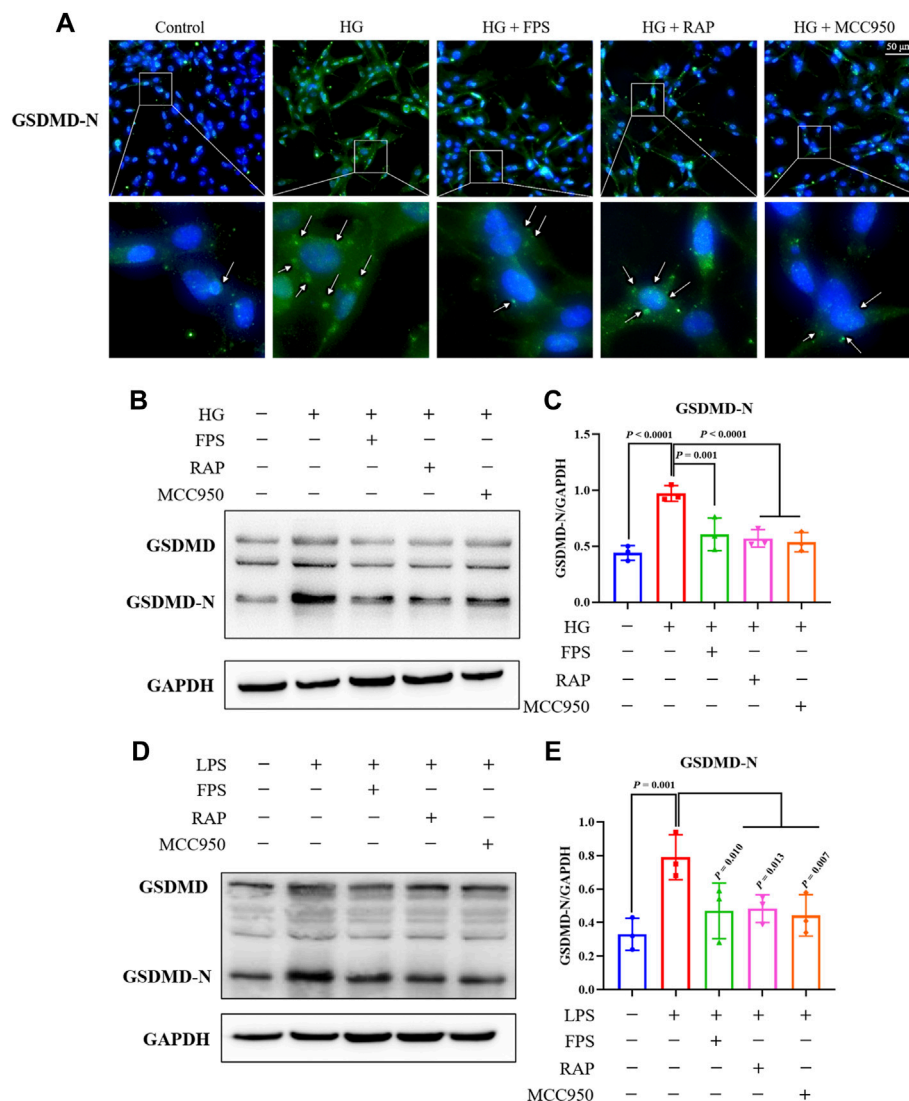 A
Control
HG
HG + FPS
HG + RAP
HG + MCC950
50 μm
GSDMD-N
B
HG − + + + +
FPS − − + − −
RAP − − − + −
MCC950 − − − − +
GSDMD
GSDMD-N
GAPDH
C
GSDMD-N
P < 0.0001
P < 0.0001
P = 0.001
GSDMD-N/GAPDH
1.5
1.0
0.5
0.0
HG − + + + +
FPS − − + − −
RAP − − − + −
MCC950 − − − − +
D
LPS − + + + +
FPS − − + − −
RAP − − − + −
MCC950 − − − − +
GSDMD
GSDMD-N
GAPDH
E
GSDMD-N
P = 0.001
P = 0.010
P = 0.013
P = 0.007
GSDMD-N/GAPDH
1.0
0.8
0.6
0.4
0.2
0.0
LPS − + + + +
FPS − − + − −
RAP − − − + −
MCC950 − − − − +